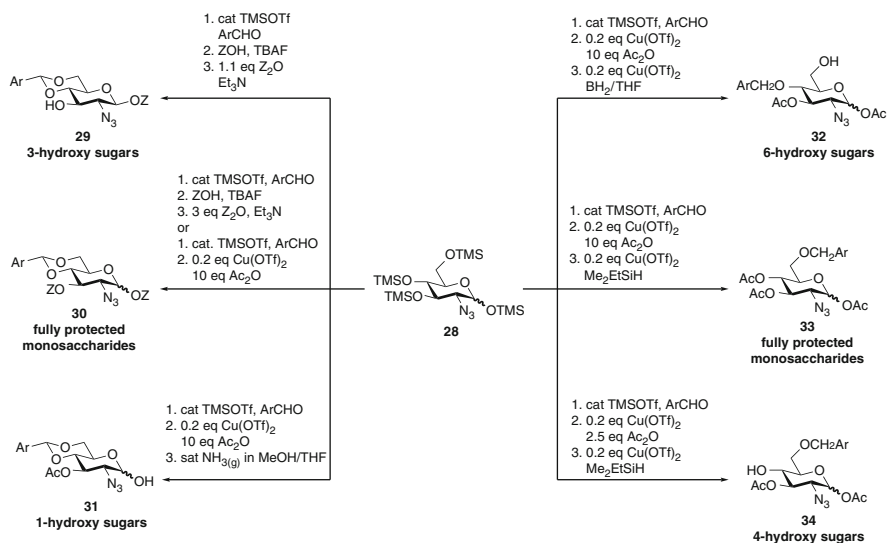 1. cat TMSOTf
ArCHO
2. ZOH, TBAF
3. 1.1 eq Z2O
Et3N
Ar
O
O
HO
O
N3
OZ
29
3-hydroxy sugars
1. cat TMSOTf, ArCHO
2. ZOH, TBAF
3. 3 eq Z2O, Et3N
or
1. cat. TMSOTf, ArCHO
2. 0.2 eq Cu(OTf)2
10 eq Ac2O
Ar
O
O
ZO
O
N3
OZ
30
fully protected
monosaccharides
1. cat TMSOTf, ArCHO
2. 0.2 eq Cu(OTf)2
10 eq Ac2O
3. sat NH3(g) in MeOH/THF
Ar
O
O
AcO
O
N3
OH
31
1-hydroxy sugars
OTMS
TMSO
TMSO
O
N3
OTMS
28
1. cat TMSOTf, ArCHO
2. 0.2 eq Cu(OTf)2
10 eq Ac2O
3. 0.2 eq Cu(OTf)2
BH2/THF
OH
ArCH2O
AcO
O
N3
OAc
32
6-hydroxy sugars
1. cat TMSOTf, ArCHO
2. 0.2 eq Cu(OTf)2
10 eq Ac2O
3. 0.2 eq Cu(OTf)2
Me2EtSiH
OCH2Ar
AcO
AcO
O
N3
OAc
33
fully protected
monosaccharides
1. cat TMSOTf, ArCHO
2. 0.2 eq Cu(OTf)2
2.5 eq Ac2O
3. 0.2 eq Cu(OTf)2
Me2EtSiH
OCH2Ar
HO
AcO
O
N3
OAc
34
4-hydroxy sugars